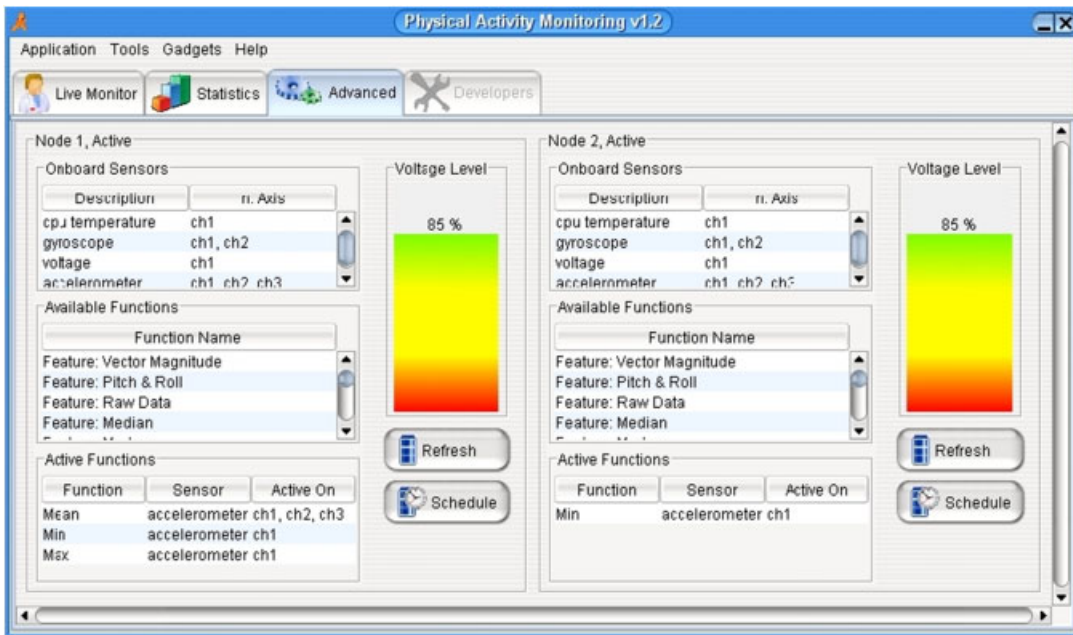 Physical Activity Monitoring v1.2
Application Tools Gadgets Help
Live Monitor Statistics Advanced Developers
Node 1, Active
Onboard Sensors
Description n. Axis
cpu temperature ch1
gyroscope ch1, ch2
voltage ch1
accelerometer ch1 ch2 ch3
Available Functions
Function Name
Feature: Vector Magnitude
Feature: Pitch & Roll
Feature: Raw Data
Feature: Median
Active Functions
Function Sensor Active On
Mean accelerometer ch1, ch2, ch3
Min accelerometer ch1
Max accelerometer ch1
Voltage Level
85 %
Refresh
Schedule
Node 2, Active
Onboard Sensors
Description n. Axis
cpu temperature ch1
gyroscope ch1, ch2
voltage ch1
accelerometer ch1 ch2 ch3
Available Functions
Function Name
Feature: Vector Magnitude
Feature: Pitch & Roll
Feature: Raw Data
Feature: Median
Active Functions
Function Sensor Active On
Min accelerometer ch1
Voltage Level
85 %
Refresh
Schedule